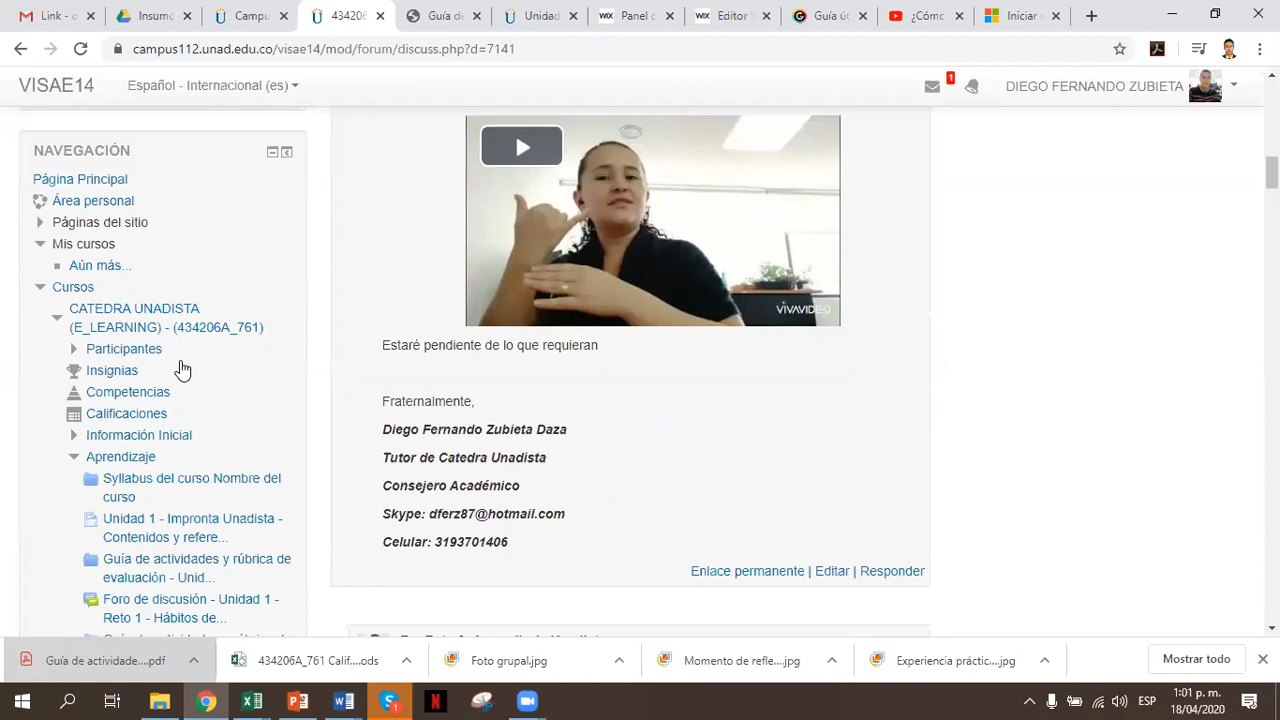 Link - c
Insumo
Campu
434206
Guía de
Unidad
Panel d
Editor
Guía út
¿Cómo
Iniciar s
campus112.unad.edu.co/visae14/mod/forum/discuss.php?d=7141
VISAE14
Español - Internacional (es)
1
DIEGO FERNANDO ZUBIETA
NAVEGACIÓN
Página Principal
Área personal
Páginas del sitio
Mis cursos
Aún más...
Cursos
CATEDRA UNADISTA
(E_LEARNING) - (434206A_761)
Participantes
Insignias
Competencias
Calificaciones
Información Inicial
Aprendizaje
Syllabus del curso Nombre del
curso
Unidad 1 - Impronta Unadista -
Contenidos y refere...
Guía de actividades y rúbrica de
evaluación - Unid...
Foro de discusión - Unidad 1 -
Reto 1 - Hábitos de...
VIVAVIDEO
Estaré pendiente de lo que requieran
Fraternalmente,
Diego Fernando Zubieta Daza
Tutor de Catedra Unadista
Consejero Académico
Skype: dferz87@hotmail.com
Celular: 3193701406
Enlace permanente | Editar | Responder
Guía de actividade....pdf
434206A_761 Calif....ods
Foto grupal.jpg
Momento de refle....jpg
Experiencia práctic....jpg
Mostrar todo
ESP
1:01 p. m.
18/04/2020